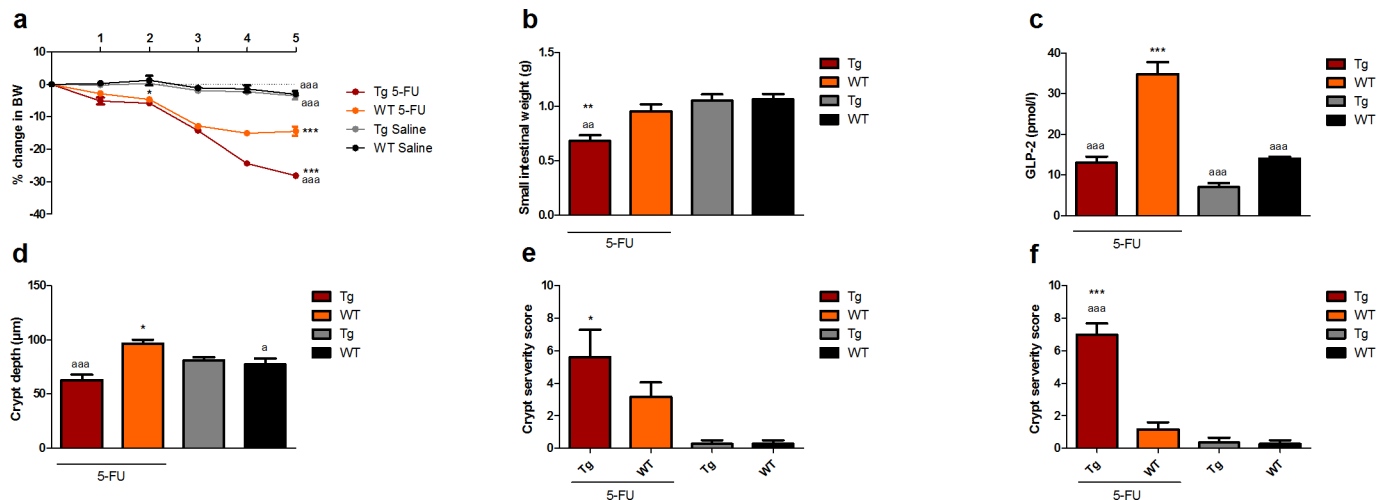 a
1 2 3 4 5
10
0
-10
-20
-30
-40
% change in BW
*
aaa
aaa
***
***
aaa
Tg 5-FU
WT 5-FU
Tg Saline
WT Saline
b
1.5
1.0
0.5
0.0
Small intestinal weight (g)
**
aa
5-FU
Tg
WT
Tg
WT
c
40
30
20
10
0
GLP-2 (pmol/l)
aaa
***
aaa
aaa
5-FU
Tg
WT
Tg
WT
d
150
100
50
0
Crypt depth (µm)
aaa
*
a
5-FU
Tg
WT
Tg
WT
e
10
8
6
4
2
0
Crypt serverity score
*
Tg WT Tg WT
5-FU
Tg
WT
Tg
WT
f
10
8
6
4
2
0
Crypt serverity score
***
aaa
Tg WT Tg WT
5-FU
Tg
WT
Tg
WT